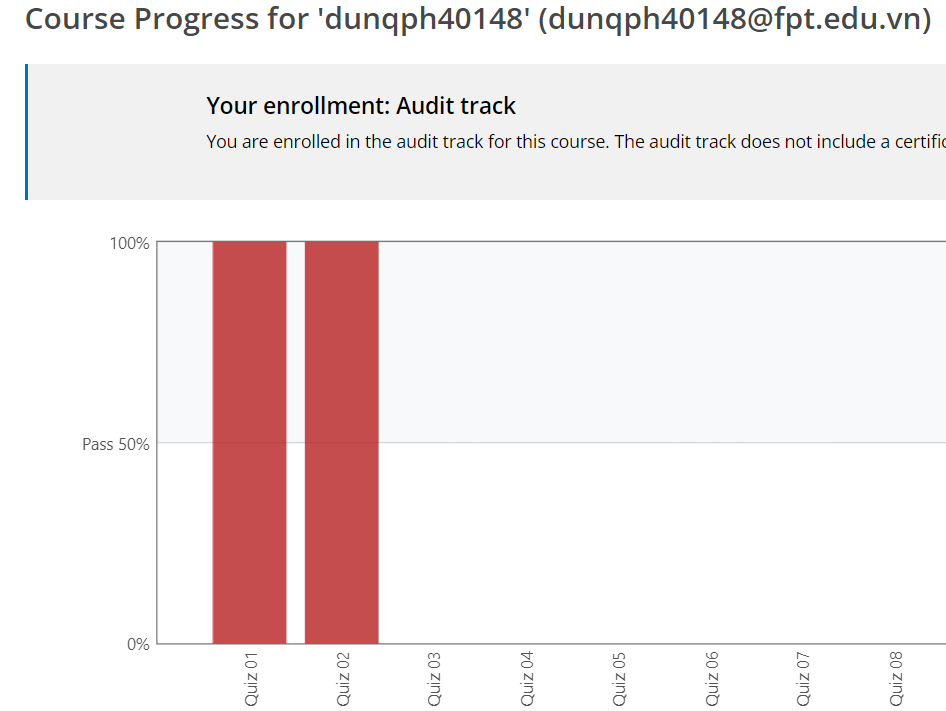 Course Progress for 'dunqph40148' (dunqph40148@fpt.edu.vn)
Your enrollment: Audit track
You are enrolled in the audit track for this course. The audit track does not include a certific
100%
Pass 50%
0%
Quiz 01
Quiz 02
Quiz 03
Quiz 04
Quiz 05
Quiz 06
Quiz 07
Quiz 08